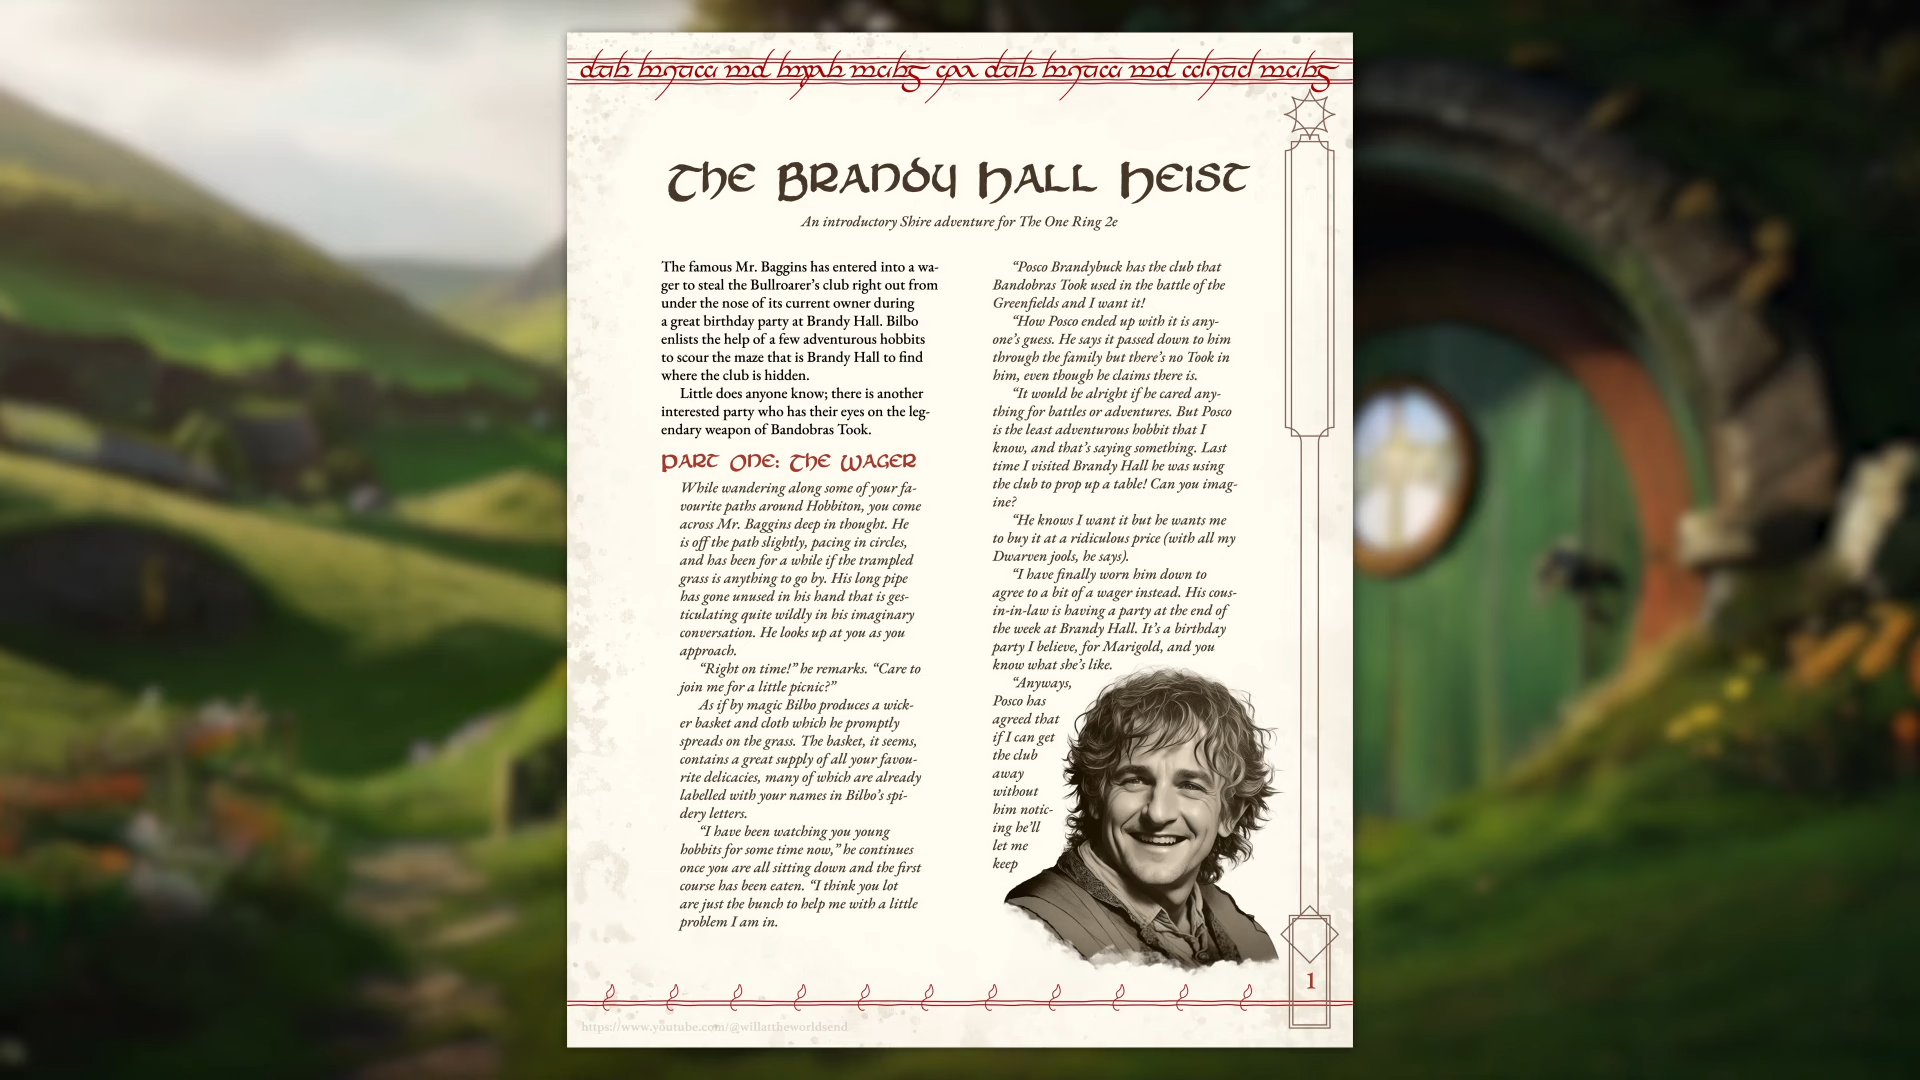 The Brandy Hall Heist
An introductory Shire adventure for The One Ring 2e
The famous Mr. Baggins has entered into a wa-
ger to steal the Bullroarer’s club right out from
under the nose of its current owner during
a great birthday party at Brandy Hall. Bilbo
enlists the help of a few adventurous hobbits
to scour the maze that is Brandy Hall to find
where the club is hidden.
Little does anyone know; there is another
interested party who has their eyes on the leg-
endary weapon of Bandobras Took.
Part One: The Wager
While wandering along some of your fa-
vourite paths around Hobbiton, you come
across Mr. Baggins deep in thought. He
is off the path slightly, pacing in circles,
and has been for a while if the trampled
grass is anything to go by. His long pipe
has gone unused in his hand that is ges-
ticulating quite wildly in his imaginary
conversation. He looks up at you as you
approach.
“Right on time!” he remarks. “Care to
join me for a little picnic?”
As if by magic Bilbo produces a wick-
er basket and cloth which he promptly
spreads on the grass. The basket, it seems,
contains a great supply of all your favou-
rite delicacies, many of which are already
labelled with your names in Bilbo’s spi-
dery letters.
“I have been watching you young
hobbits for some time now,” he continues
once you are all sitting down and the first
course has been eaten. “I think you lot
are just the bunch to help me with a little
problem I am in.
“Posco Brandybuck has the club that
Bandobras Took used in the battle of the
Greenfields and I want it!
“How Posco ended up with it is any-
one’s guess. He says it passed down to him
through the family but there’s no Took in
him, even though he claims there is.
“It would be alright if he cared any-
thing for battles or adventures. But Posco
is the least adventurous hobbit that I
know, and that’s saying something. Last
time I visited Brandy Hall he was using
the club to prop up a table! Can you imag-
ine?
“He knows I want it but he wants me
to buy it at a ridiculous price (with all my
Dwarven jools, he says).
“I have finally worn him down to
agree to a bit of a wager instead. His cous-
in-in-law is having a party at the end of
the week at Brandy Hall. It’s a birthday
party I believe, for Marigold, and you
know what she’s like.
“Anyways,
Posco has
agreed that
if I can get
the club
away
without
him notic-
ing he’ll
let me
keep
1
https://www.youtube.com/@willattheworldsend